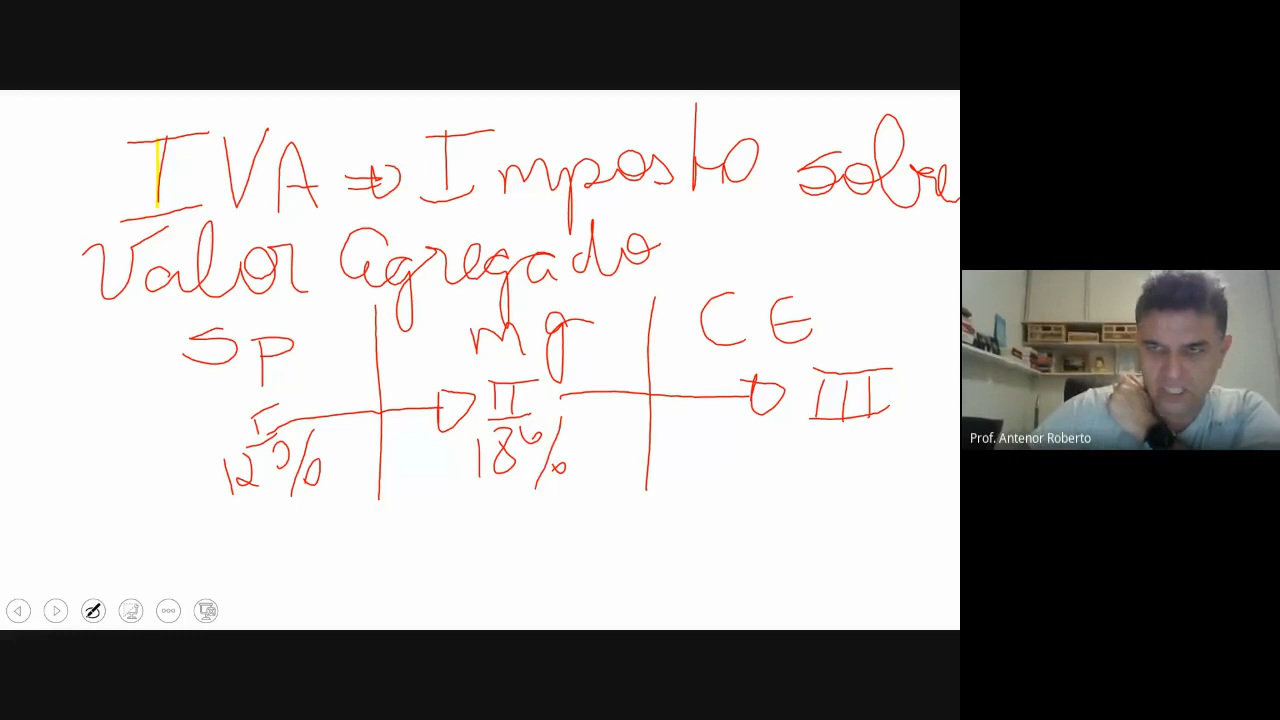 IVA ⇒ Imposto sobre
Valor agregado
SP mg CE
I II III
12% 18%
Prof. Antenor Roberto